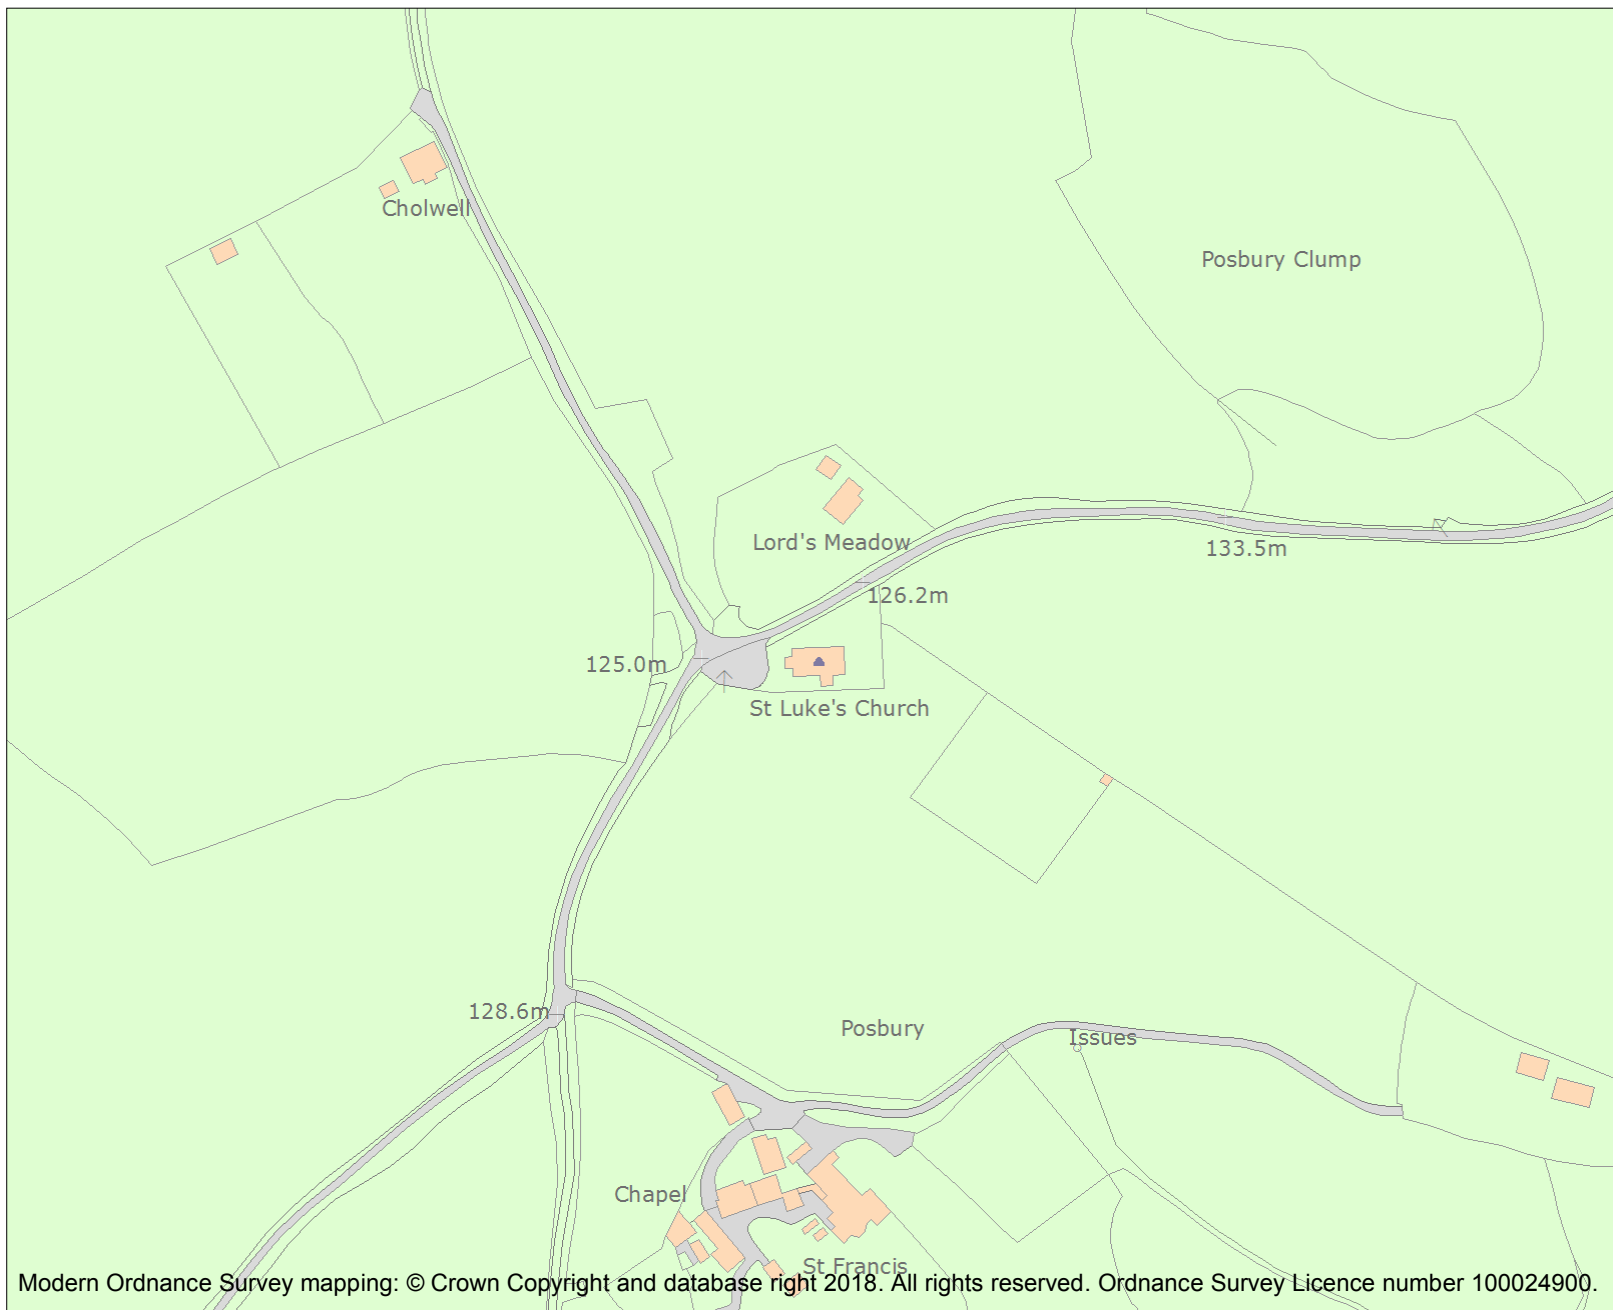 Cholwell
Posbury Clump
Lord's Meadow
133.5m
126.2m
125.0m
St Luke's Church
128.6m
Posbury
Issues
Chapel
St Francis
Modern Ordnance Survey mapping: © Crown Copyright and database right 2018. All rights reserved. Ordnance Survey Licence number 100024900.